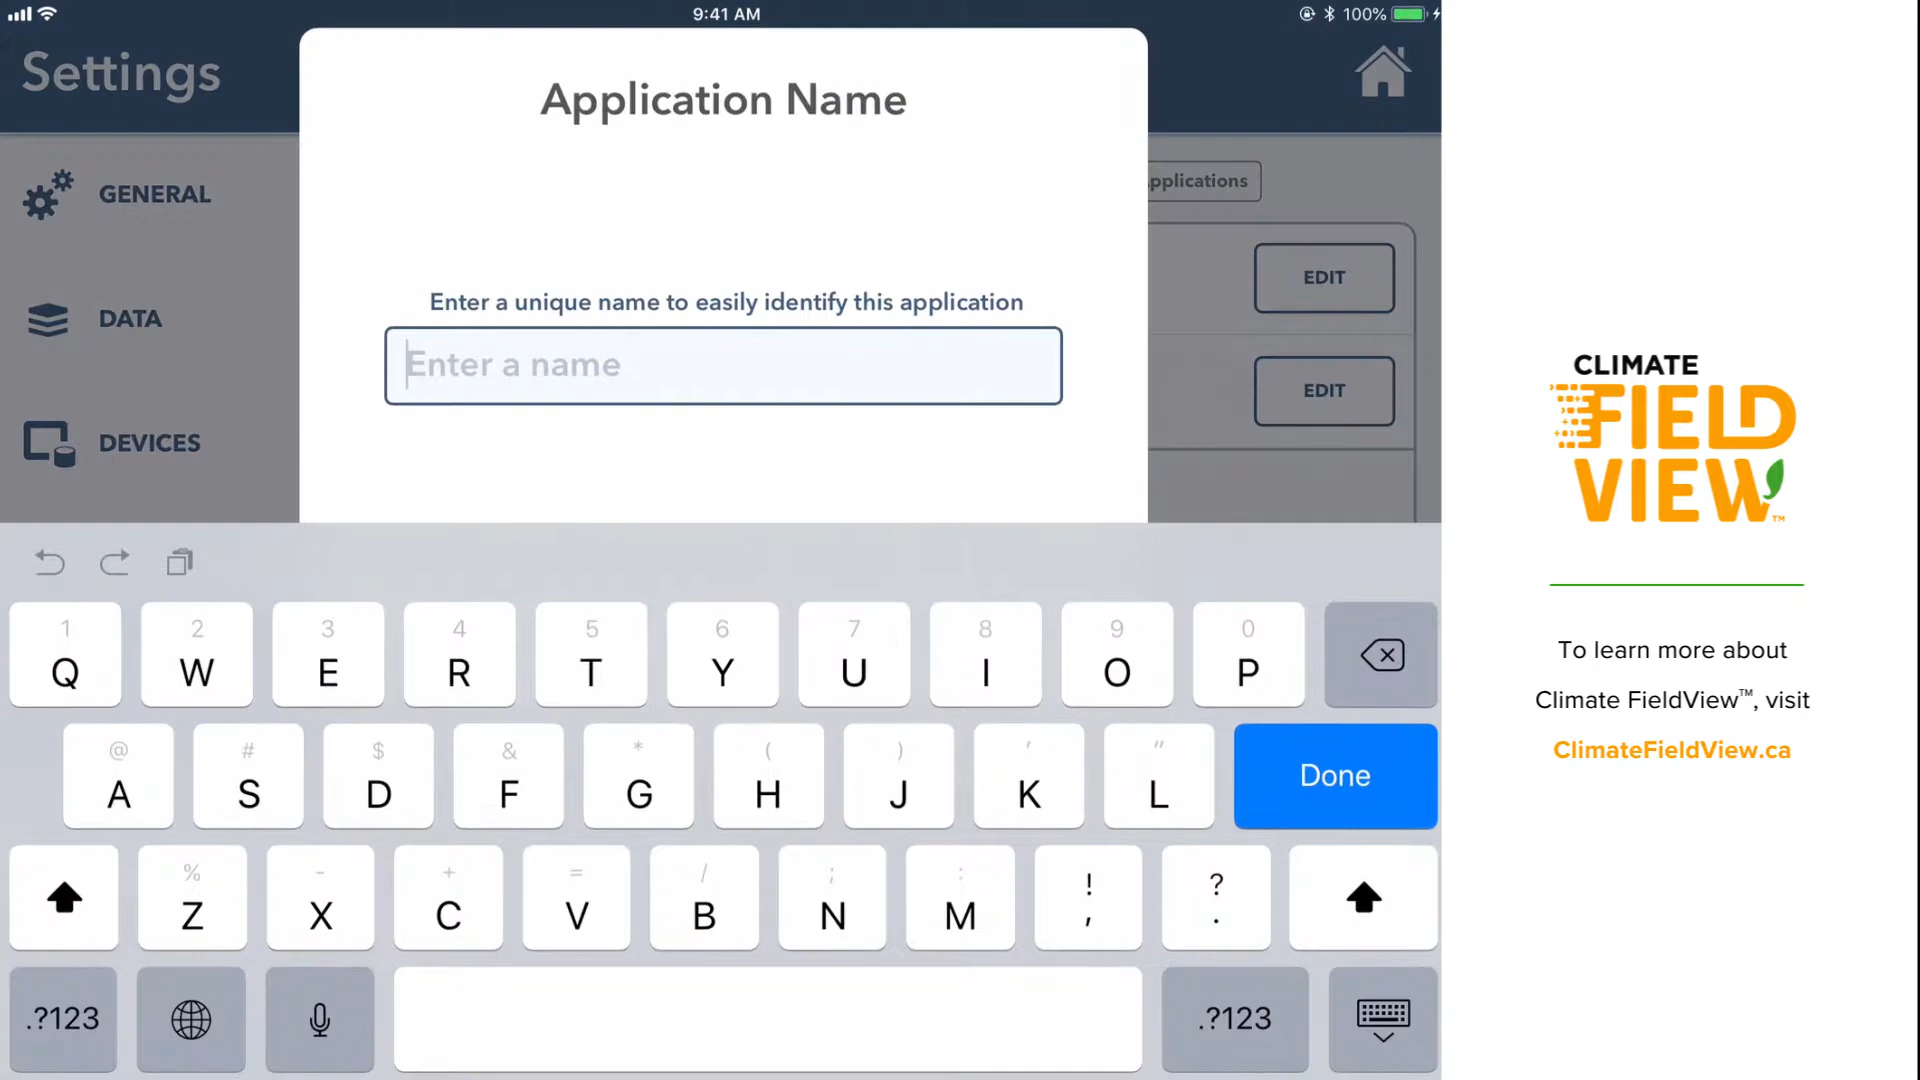 9:41 AM
100%
Settings
Application Name
GENERAL
pplications
Enter a unique name to easily identify this application
EDIT
DATA
Enter a name
EDIT
DEVICES
1 2 3 4 5 6 7 8 9 0
Q W E R T Y U I O P
@ # $ & * ( ) ' "
A S D F G H J K L Done
% - + = / ; : ! ?
Z X C V B N M , .
.?123 .?123
CLIMATE
FIELD
VIEW™
To learn more about
Climate FieldView™, visit
ClimateFieldView.ca